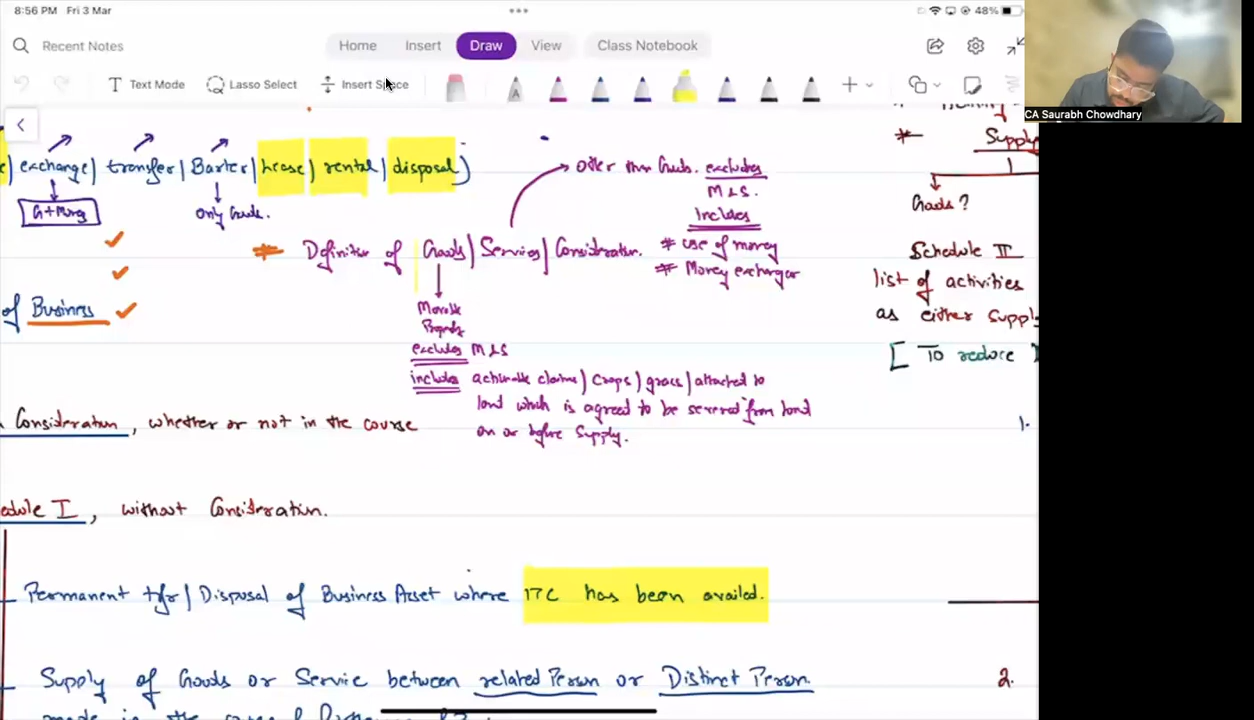 8:56 PM Fri 3 Mar
48%
Recent Notes
Home Insert Draw View Class Notebook
Text Mode Lasso Select Insert Space
CA Saurabh Chowdhary
exchange| transfer| Barter| lease| rental| disposal)
G+Money
only Goods.
other than Goods. excludes
M & S.
includes
* use of money
* Money exchanger
* Definition of Goods| Services| Consideration.
Movable
Property
excludes M & S
includes actionable claims| crops| grass| attached to
land which is agreed to be severed from land
on or before supply.
of Business
Consideration, whether or not in the course
Schedule I, without Consideration.
Permanent tfr| Disposal of Business Asset where ITC has been availed.
Supply of Goods or Service between related Person or Distinct Person.
* Supply
Goods?
Schedule II
list of activities
as either supply
[ To reduce
1.
2.